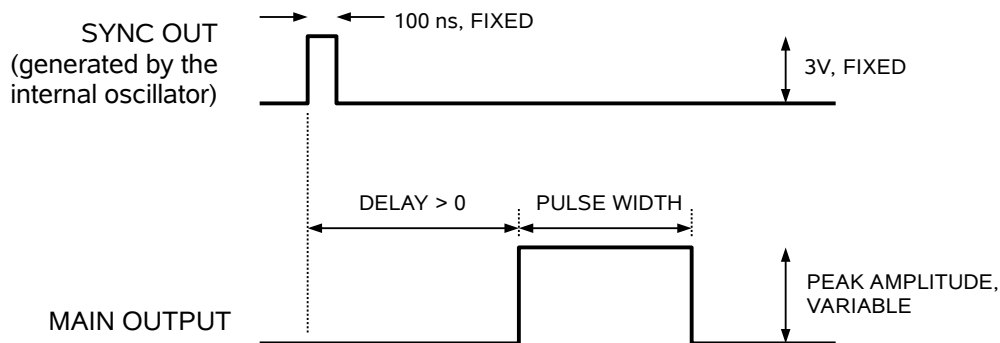 100 ns, FIXED
SYNC OUT
(generated by the
internal oscillator)
3V, FIXED
DELAY > 0
PULSE WIDTH
PEAK AMPLITUDE,
VARIABLE
MAIN OUTPUT